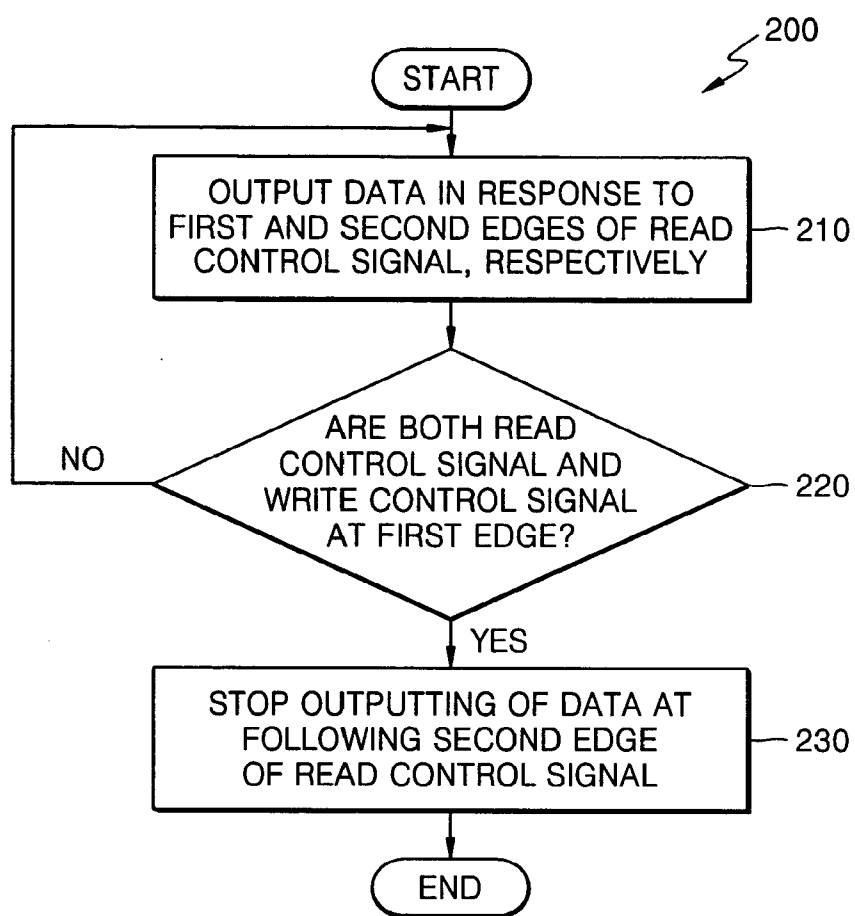 200
START
OUTPUT DATA IN RESPONSE TO
FIRST AND SECOND EDGES OF READ
CONTROL SIGNAL, RESPECTIVELY
210
ARE BOTH READ
CONTROL SIGNAL AND
WRITE CONTROL SIGNAL
AT FIRST EDGE?
NO
220
YES
STOP OUTPUTTING OF DATA AT
FOLLOWING SECOND EDGE
OF READ CONTROL SIGNAL
230
END